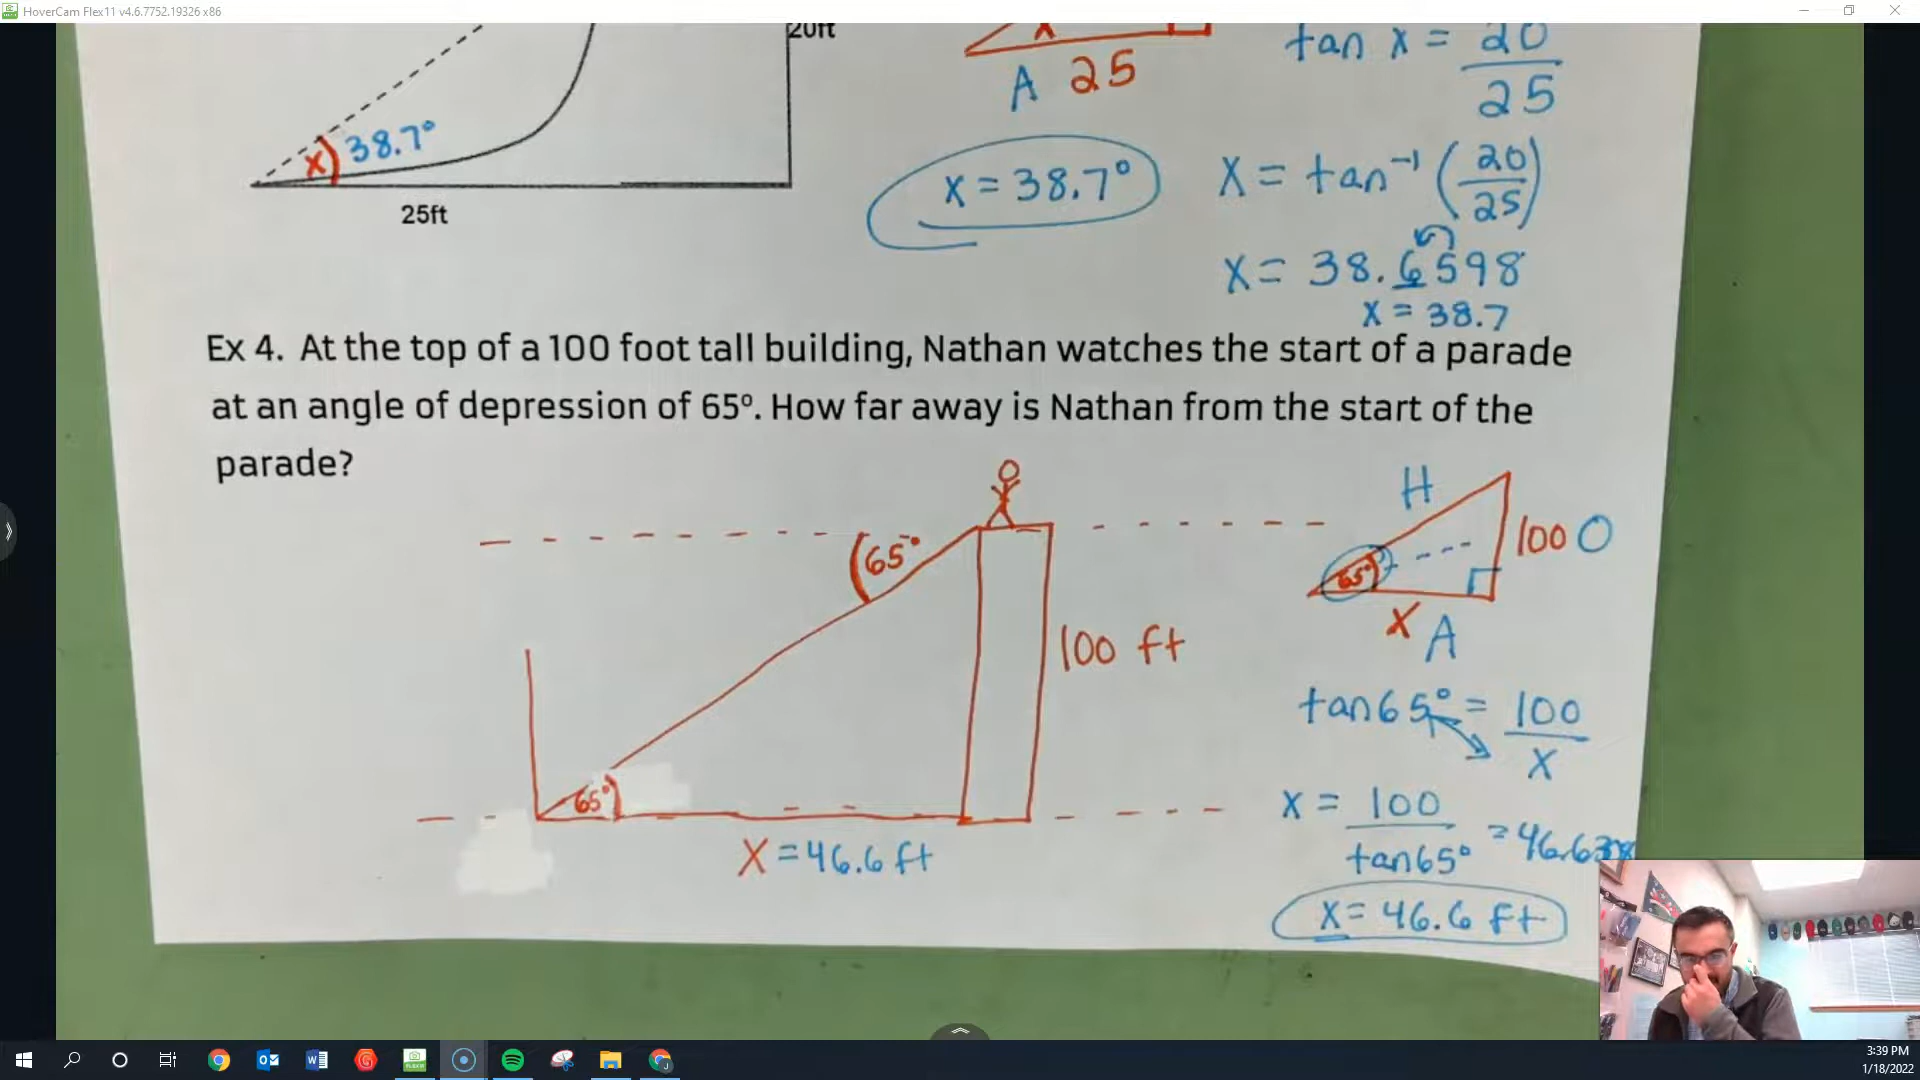 HoverCam Flex11 v4.6.7752.19326 x86
20ft
x
A 25
tan x = 20/25
x 38.7°
25ft
x = 38.7°
x = tan⁻¹ (20/25)
x = 38.6598
x = 38.7
Ex 4. At the top of a 100 foot tall building, Nathan watches the start of a parade
at an angle of depression of 65°. How far away is Nathan from the start of the
parade?
65°
100 ft
65°
X = 46.6 ft
H
100 O
65°
X A
tan 65° = 100/X
x = 100/tan 65° = 46.6308
x = 46.6 ft
3:39 PM
1/18/2022